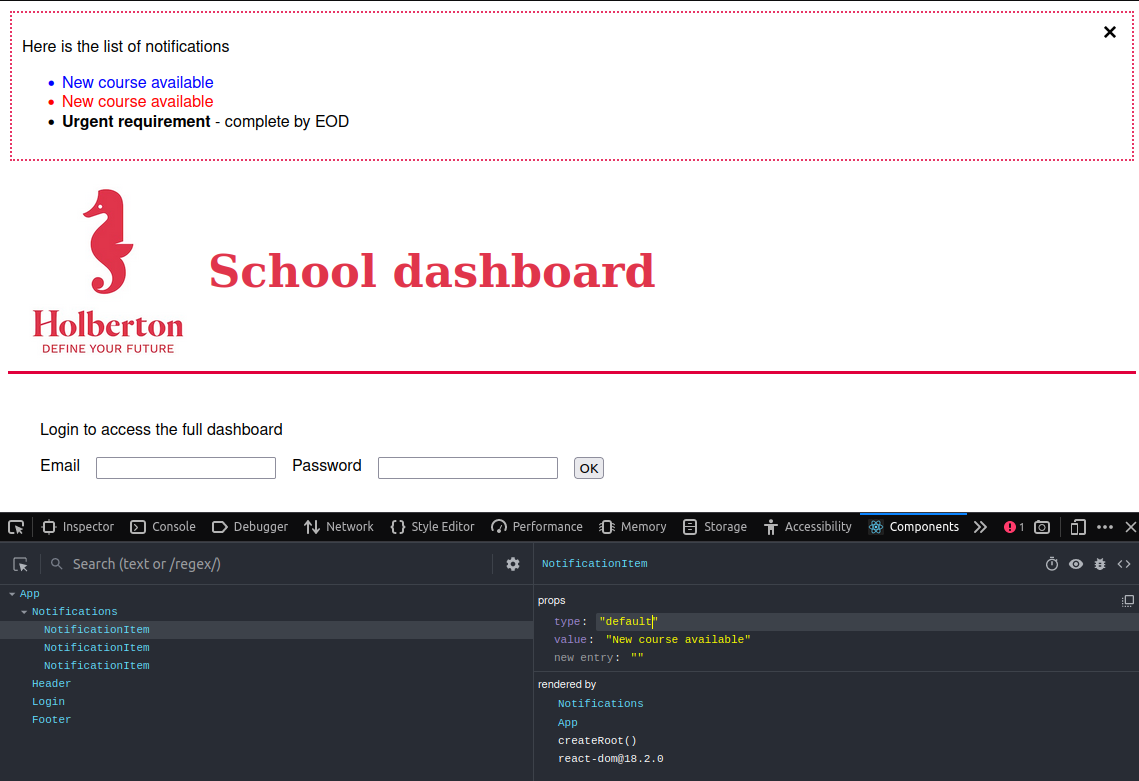 Here is the list of notifications
New course available
New course available
Urgent requirement - complete by EOD
School dashboard
Holberton
DEFINE YOUR FUTURE
Login to access the full dashboard
Email Password OK
Inspector Console Debugger Network Style Editor Performance Memory Storage Accessibility Components 1
Search (text or /regex/)
NotificationItem
App
Notifications
NotificationItem
NotificationItem
NotificationItem
Header
Login
Footer
props
type: "default"
value: "New course available"
new entry: ""
rendered by
Notifications
App
createRoot()
react-dom@18.2.0